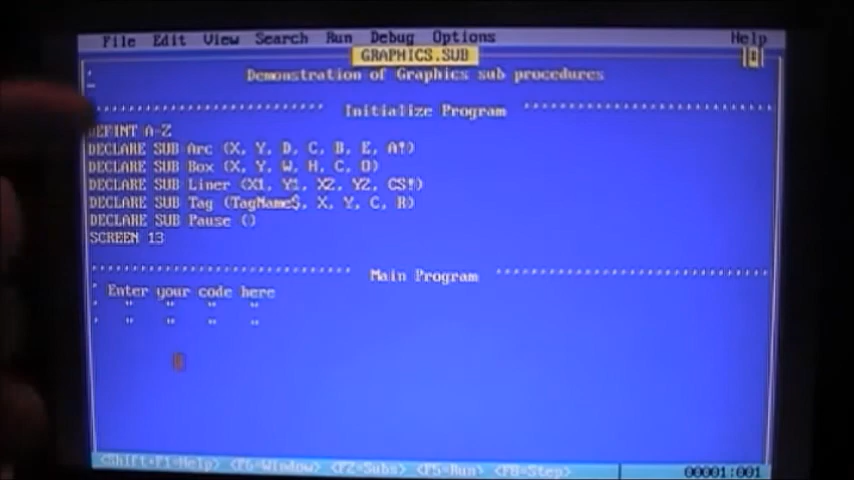 File Edit View Search Run Debug Options Help
GRAPHICS.SUB
' Demonstration of Graphics sub procedures
Initialize Program
DEFINT A-Z
DECLARE SUB Arc (X, Y, D, C, B, E, A!)
DECLARE SUB Box (X, Y, W, H, C, O)
DECLARE SUB Liner (X1, Y1, X2, Y2, CS!)
DECLARE SUB Tag (TagName$, X, Y, C, R)
DECLARE SUB Pause ()
SCREEN 13
Main Program
' Enter your code here
' " " " "
' " " " "
<Shift+F1=Help> <F6=Window> <F2=Subs> <F5=Run> <F8=Step> 00001:001